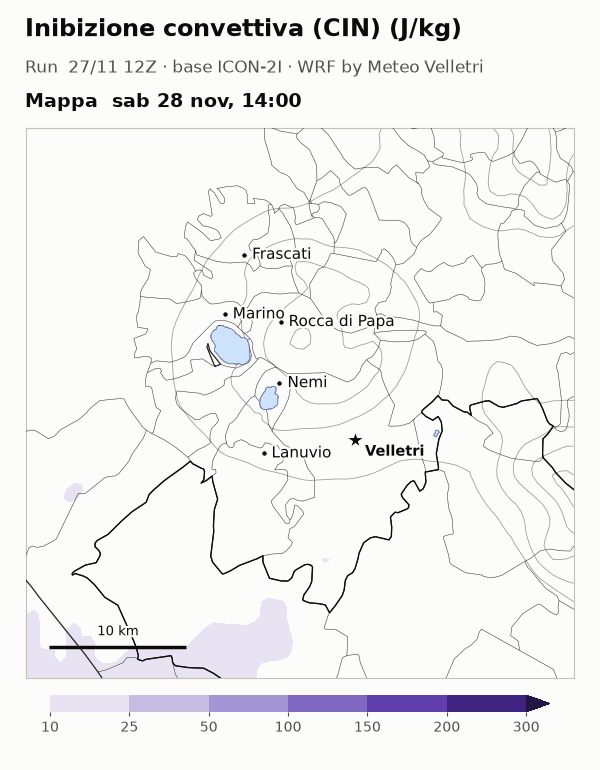 Inibizione convettiva (CIN) (J/kg)
Run  27/11 12Z · base ICON-2I · WRF by Meteo Velletri
Mappa  sab 28 nov, 14:00
Frascati
Marino
Rocca di Papa
Nemi
Velletri
Lanuvio
10 km
10 25 50 100 150 200 300